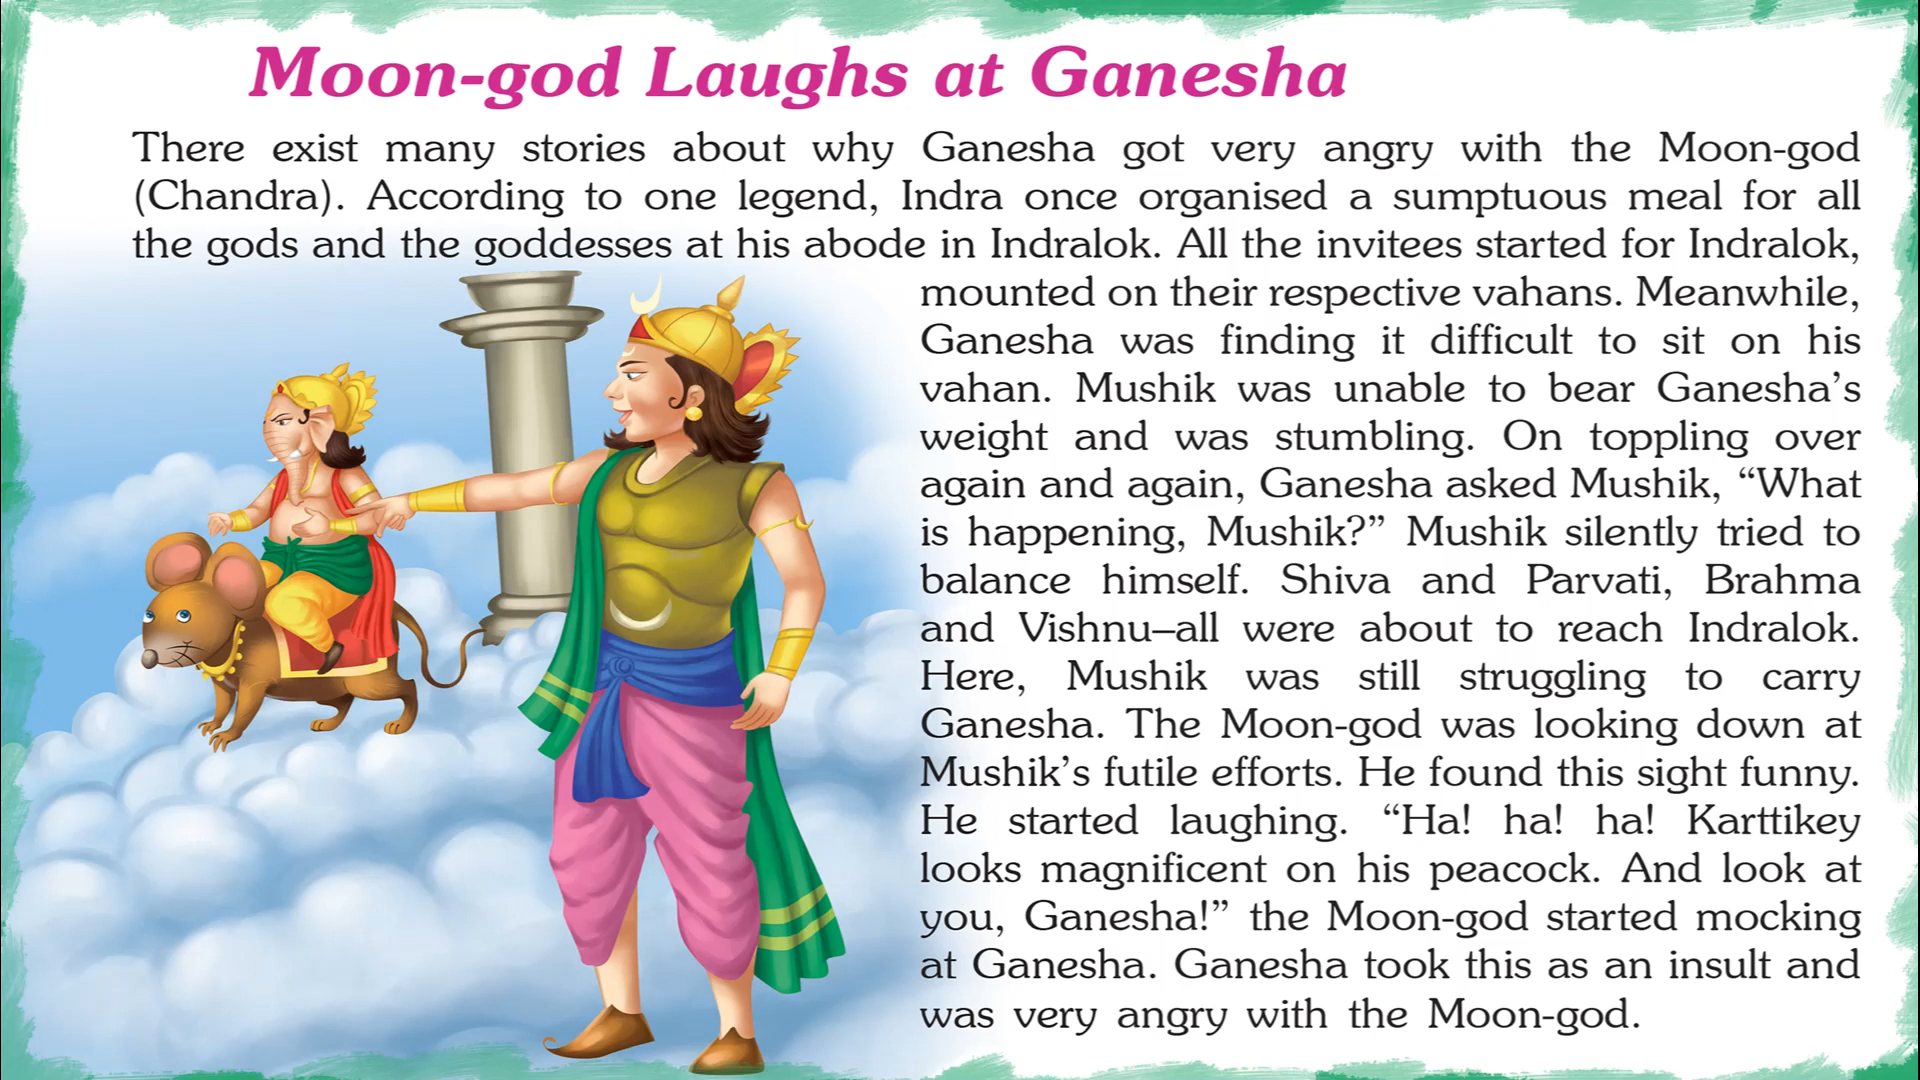 Moon-god Laughs at Ganesha
There exist many stories about why Ganesha got very angry with the Moon-god
(Chandra). According to one legend, Indra once organised a sumptuous meal for all
the gods and the goddesses at his abode in Indralok. All the invitees started for Indralok,
mounted on their respective vahans. Meanwhile,
Ganesha was finding it difficult to sit on his
vahan. Mushik was unable to bear Ganesha’s
weight and was stumbling. On toppling over
again and again, Ganesha asked Mushik, “What
is happening, Mushik?” Mushik silently tried to
balance himself. Shiva and Parvati, Brahma
and Vishnu–all were about to reach Indralok.
Here, Mushik was still struggling to carry
Ganesha. The Moon-god was looking down at
Mushik’s futile efforts. He found this sight funny.
He started laughing. “Ha! ha! ha! Karttikey
looks magnificent on his peacock. And look at
you, Ganesha!” the Moon-god started mocking
at Ganesha. Ganesha took this as an insult and
was very angry with the Moon-god.